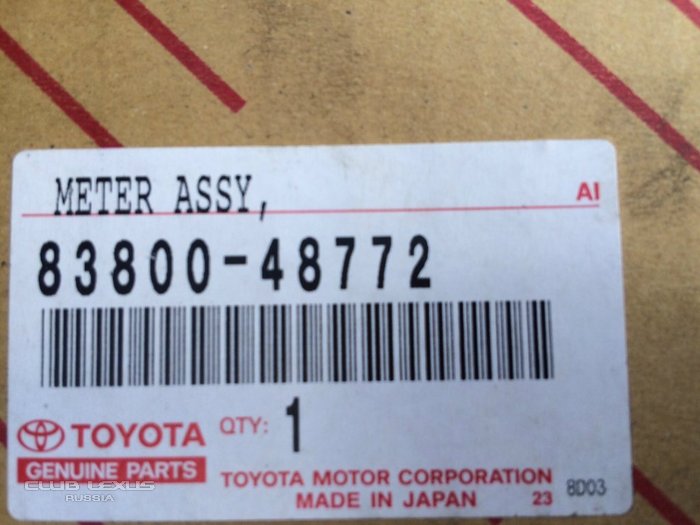 METER ASSY,
AI
83800-48772
TOYOTA QTY: 1
GENUINE PARTS
CLUB LEXUS
RUSSIA
TOYOTA MOTOR CORPORATION
MADE IN JAPAN 23 8D03